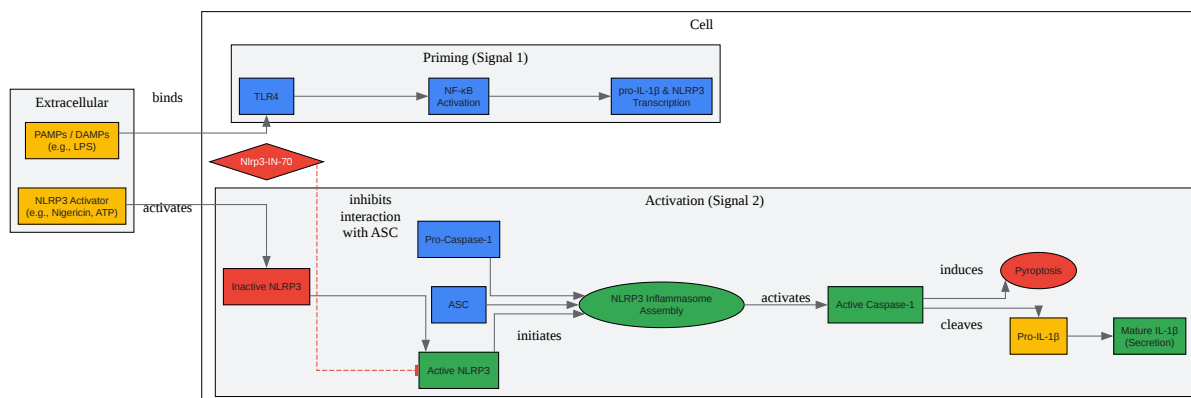 Cell
Priming (Signal 1)
TLR4
NF-κB
Activation
pro-IL-1β & NLRP3
Transcription
binds
Extracellular
PAMPs / DAMPs
(e.g., LPS)
Nlrp3-IN-70
NLRP3 Activator
(e.g., Nigericin, ATP)
activates
Activation (Signal 2)
inhibits
interaction
with ASC
Pro-Caspase-1
Inactive NLRP3
ASC
NLRP3 Inflammasome
Assembly
initiates
Active NLRP3
activates
Active Caspase-1
induces
Pyroptosis
cleaves
Pro-IL-1β
Mature IL-1β
(Secretion)